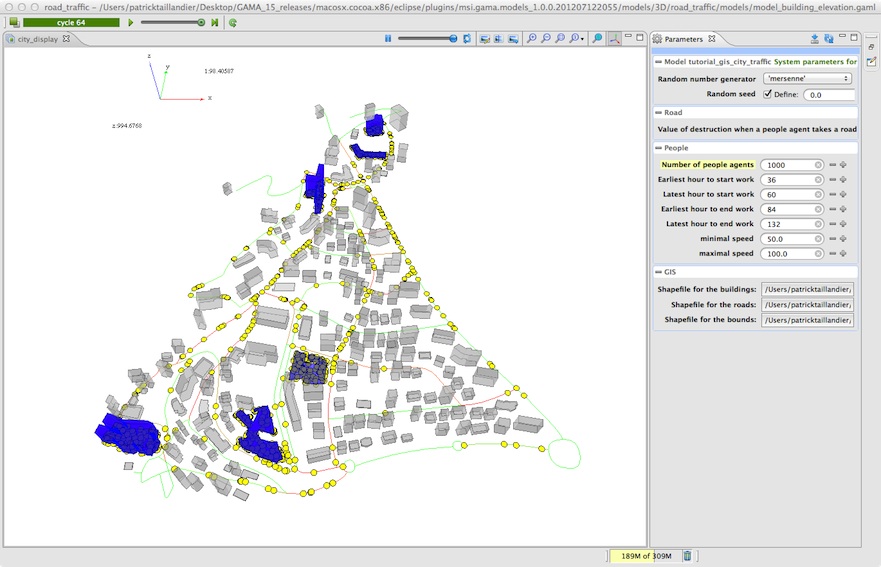 road_traffic – /Users/patricktaillandier/Desktop/GAMA_15_releases/macosx.cocoa.x86/eclipse/plugins/msi.gama.models_1.0.0.201207122055/models/3D/road_traffic/models/model_building_elevation.gaml
cycle 64
city_display
Parameters
z
y
x
1:98.40587
z:994.6760
Model tutorial_gis_city_traffic System parameters for
Random number generator 'mersenne'
Random seed Define: 0.0
Road
Value of destruction when a people agent takes a road
People
Number of people agents 1000
Earliest hour to start work 36
Latest hour to start work 60
Earliest hour to end work 84
Latest hour to end work 132
minimal speed 50.0
maximal speed 100.0
GIS
Shapefile for the buildings: /Users/patricktaillandier/
Shapefile for the roads: /Users/patricktaillandier/
Shapefile for the bounds: /Users/patricktaillandier/
189M of 309M